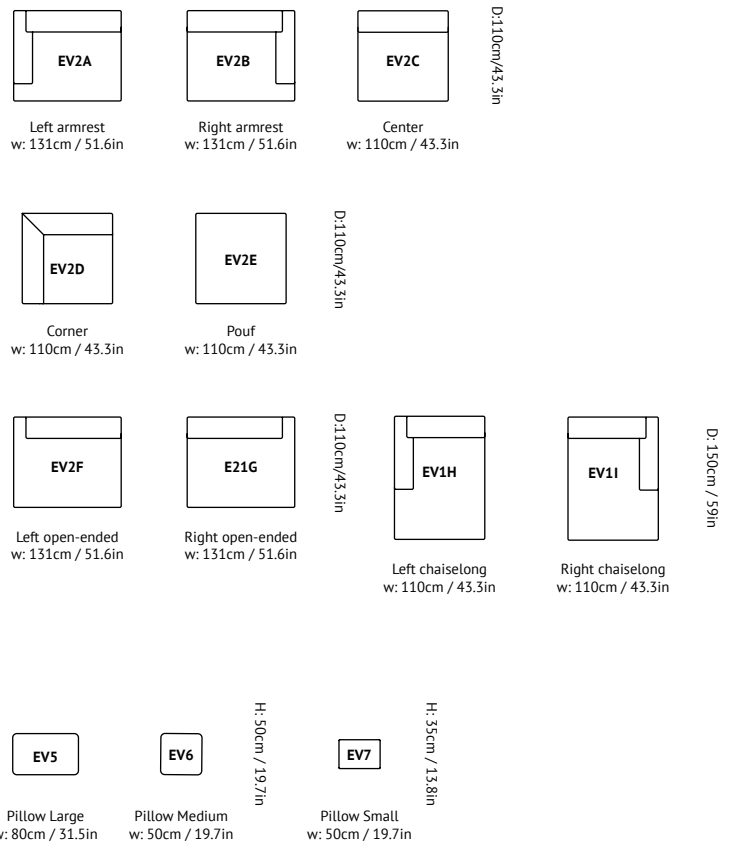 EV2A
EV2B
EV2C
D:110cm/43.3in
Left armrest
w: 131cm / 51.6in
Right armrest
w: 131cm / 51.6in
Center
w: 110cm / 43.3in
EV2D
EV2E
D:110cm/43.3in
Corner
w: 110cm / 43.3in
Pouf
w: 110cm / 43.3in
EV2F
E21G
D:110cm/43.3in
EV1H
EV1I
D: 150cm / 59in
Left open-ended
w: 131cm / 51.6in
Right open-ended
w: 131cm / 51.6in
Left chaiselong
w: 110cm / 43.3in
Right chaiselong
w: 110cm / 43.3in
EV5
EV6
H: 50cm / 19.7in
EV7
H: 35cm / 13.8in
Pillow Large
w: 80cm / 31.5in
Pillow Medium
w: 50cm / 19.7in
Pillow Small
w: 50cm / 19.7in